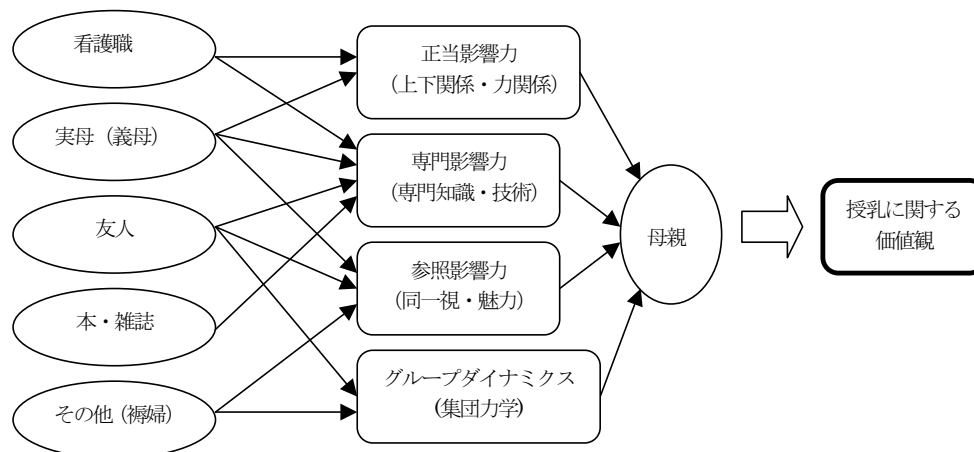 看護職
実母（義母）
友人
本・雑誌
その他（褥婦）
正当影響力
（上下関係・力関係）
専門影響力
（専門知識・技術）
参照影響力
（同一視・魅力）
グループダイナミクス
（集団力学）
母親
授乳に関する
価値観